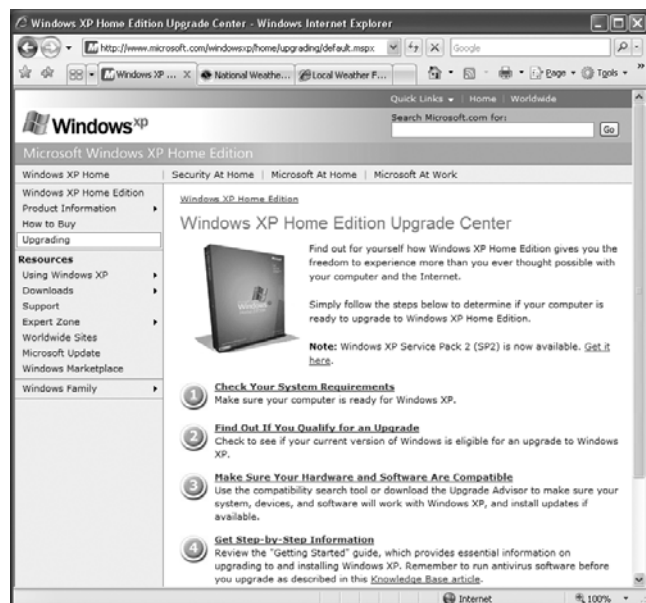 Windows XP Home Edition Upgrade Center - Windows Internet Explorer
http://www.microsoft.com/windowsxp/home/upgrading/default.mspx
Google
Windows XP ... X
National Weathe...
Local Weather F...
Page
Tools
»
Quick Links | Home | Worldwide
Windows xp
Search Microsoft.com for:
Go
Microsoft Windows XP Home Edition
Windows XP Home | Security At Home | Microsoft At Home | Microsoft At Work
Windows XP Home Edition
Product Information
How to Buy
Upgrading
Resources
Using Windows XP
Downloads
Support
Expert Zone
Worldwide Sites
Microsoft Update
Windows Marketplace
Windows Family
Windows XP Home Edition
Windows XP Home Edition Upgrade Center
Find out for yourself how Windows XP Home Edition gives you the
freedom to experience more than you ever thought possible with
your computer and the Internet.
Simply follow the steps below to determine if your computer is
ready to upgrade to Windows XP Home Edition.
Note: Windows XP Service Pack 2 (SP2) is now available. Get it
here.
1 Check Your System Requirements
Make sure your computer is ready for Windows XP.
2 Find Out If You Qualify for an Upgrade
Check to see if your current version of Windows is eligible for an upgrade to Windows
XP.
3 Make Sure Your Hardware and Software Are Compatible
Use the compatibility search tool or download the Upgrade Advisor to make sure your
system, devices, and software will work with Windows XP, and install updates if
available.
4 Get Step-by-Step Information
Review the "Getting Started" guide, which provides essential information on
upgrading to and installing Windows XP. Remember to run antivirus software before
you upgrade as described in this Knowledge Base article.
Internet
100%